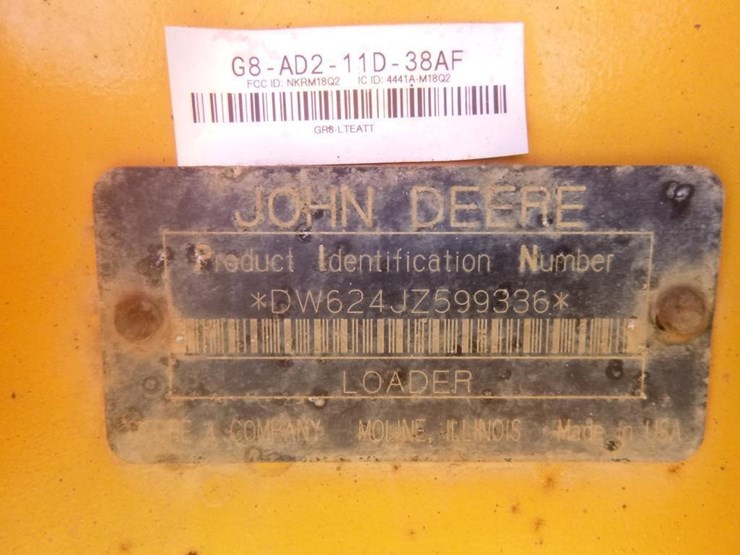 G8-AD2-11D-38AF
FCC ID: NKRM18Q2 IC ID: 4441A-M18Q2
GR8-LTEATT
JOHN DEERE
Product Identification Number
*DW624JZ599336*
LOADER
DEERE & COMPANY MOLINE, ILLINOIS Made in USA